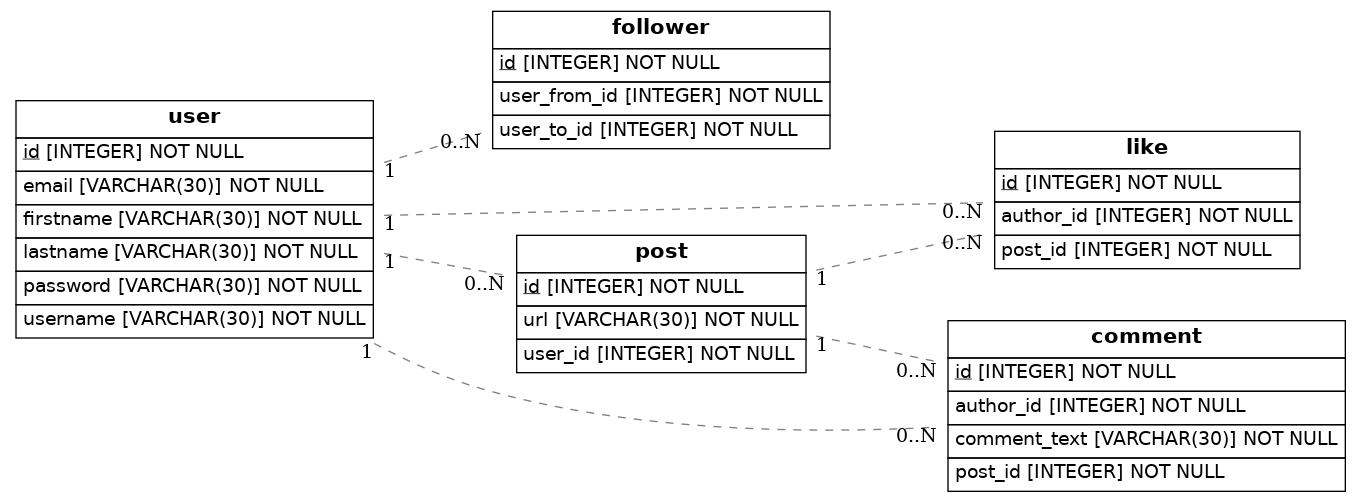 user
id [INTEGER] NOT NULL
email [VARCHAR(30)] NOT NULL
firstname [VARCHAR(30)] NOT NULL
lastname [VARCHAR(30)] NOT NULL
password [VARCHAR(30)] NOT NULL
username [VARCHAR(30)] NOT NULL
follower
id [INTEGER] NOT NULL
user_from_id [INTEGER] NOT NULL
user_to_id [INTEGER] NOT NULL
0..N
1
1
0..N
1
0..N
1
0..N
post
id [INTEGER] NOT NULL
url [VARCHAR(30)] NOT NULL
user_id [INTEGER] NOT NULL
1
0..N
1
0..N
like
id [INTEGER] NOT NULL
author_id [INTEGER] NOT NULL
post_id [INTEGER] NOT NULL
comment
id [INTEGER] NOT NULL
author_id [INTEGER] NOT NULL
comment_text [VARCHAR(30)] NOT NULL
post_id [INTEGER] NOT NULL